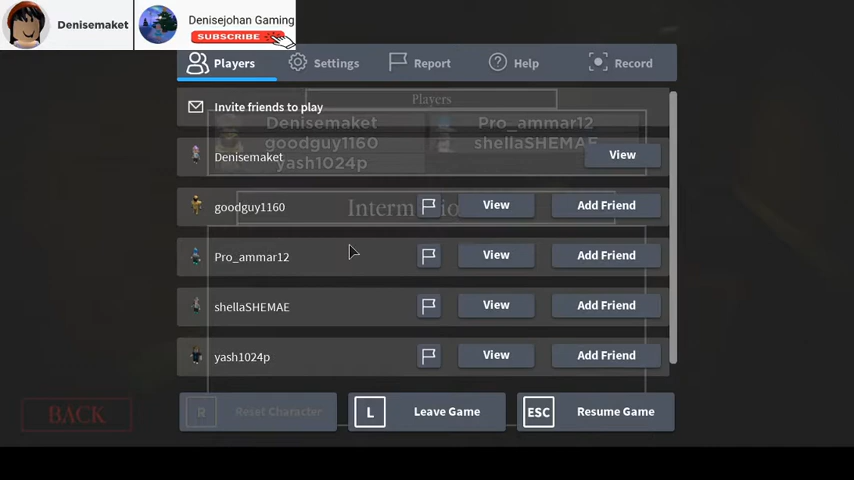 Denisemaket
Denisejohan Gaming
SUBSCRIBE
Players Settings Report Help Record
Players
Invite friends to play
Denisemaket Pro_ammar12
goodguy1160 shellaSHEMAE
yash1024p
Denisemaket View
goodguy1160 View Add Friend
Pro_ammar12 View Add Friend
shellaSHEMAE View Add Friend
yash1024p View Add Friend
BACK
R Reset Character L Leave Game ESC Resume Game